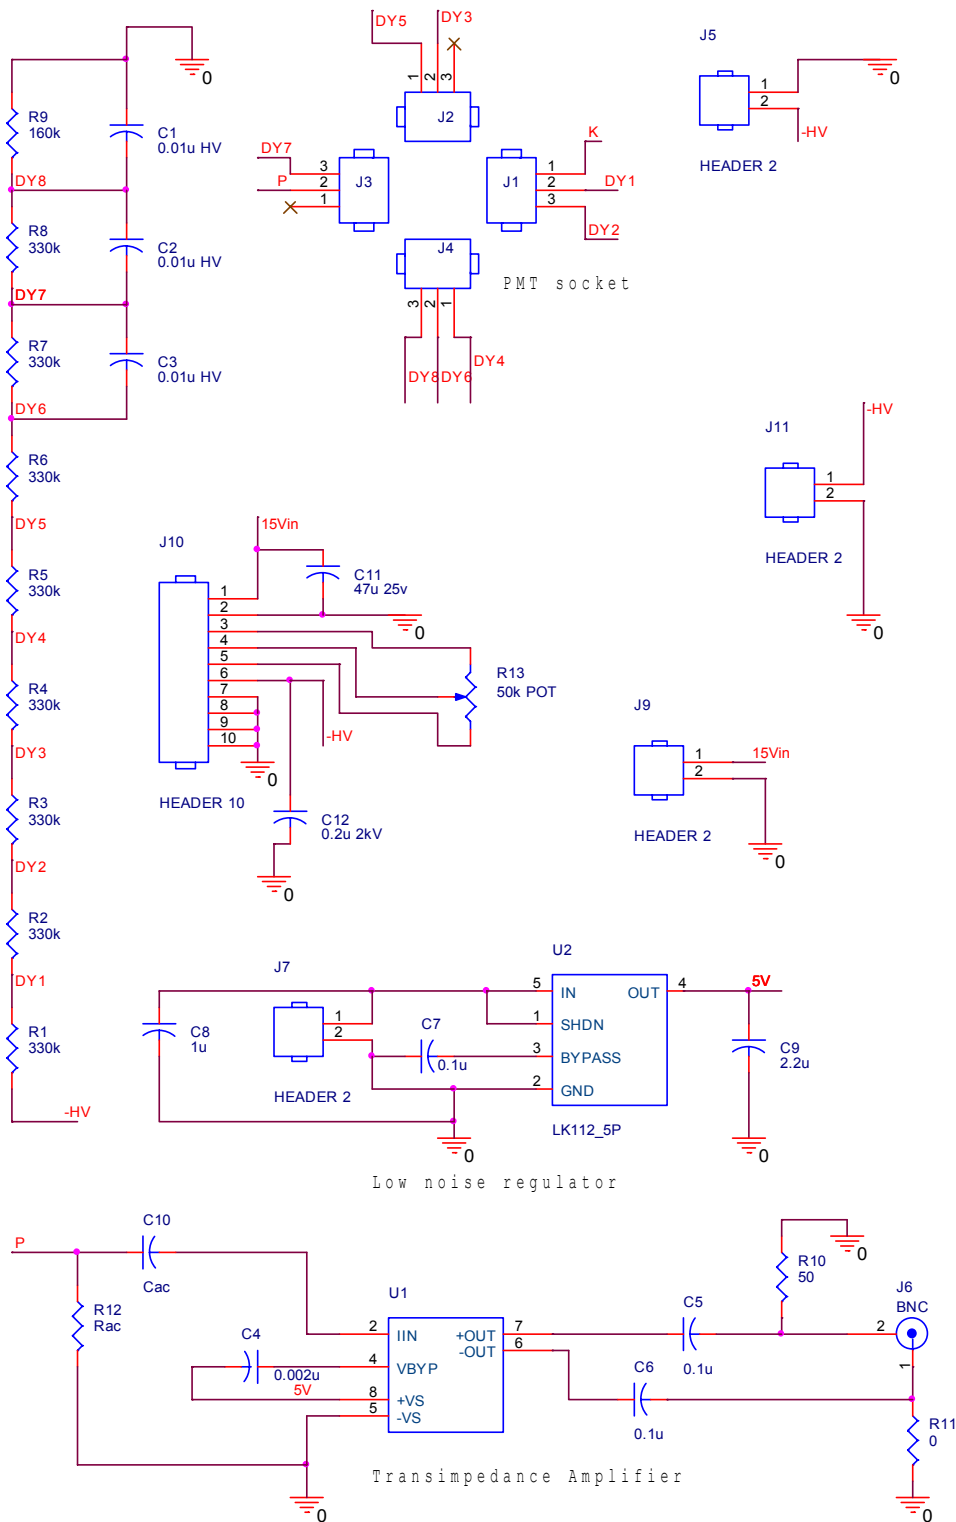 DY5
DY3
J5
0
R9
160k
C1
0.01u HV
1
2
3
J2
1
2
-HV
HEADER 2
K
DY7
P
3
2
1
J3
J1
1
2
3
DY1
DY2
DY8
R8
330k
C2
0.01u HV
J4
3
2
1
PMT socket
0
DY7
R7
330k
C3
0.01u HV
DY8
DY6
DY4
DY6
R6
330k
-HV
J11
1
2
HEADER 2
0
DY5
15Vin
J10
R5
330k
C11
47u 25v
1
2
3
4
5
6
7
8
9
10
0
DY4
R4
330k
R13
50k POT
-HV
0
HEADER 10
J9
1
2
15Vin
HEADER 2
0
DY3
R3
330k
C12
0.2u 2kV
0
DY2
R2
330k
DY1
R1
330k
-HV
J7
1
2
HEADER 2
C8
1u
C7
0.1u
U2
5
IN
OUT
4
5V
1
SHDN
3
BYPASS
2
GND
LK112_5P
C9
2.2u
0
0
Low noise regulator
P
C10
Cac
R12
Rac
U1
2
IIN
+OUT
7
-OUT
6
C4
0.002u
4
VBYP
5V
8
+VS
5
-VS
C5
0.1u
C6
0.1u
R10
50
0
J6
BNC
2
1
R11
0
0
0
Transimpedance Amplifier